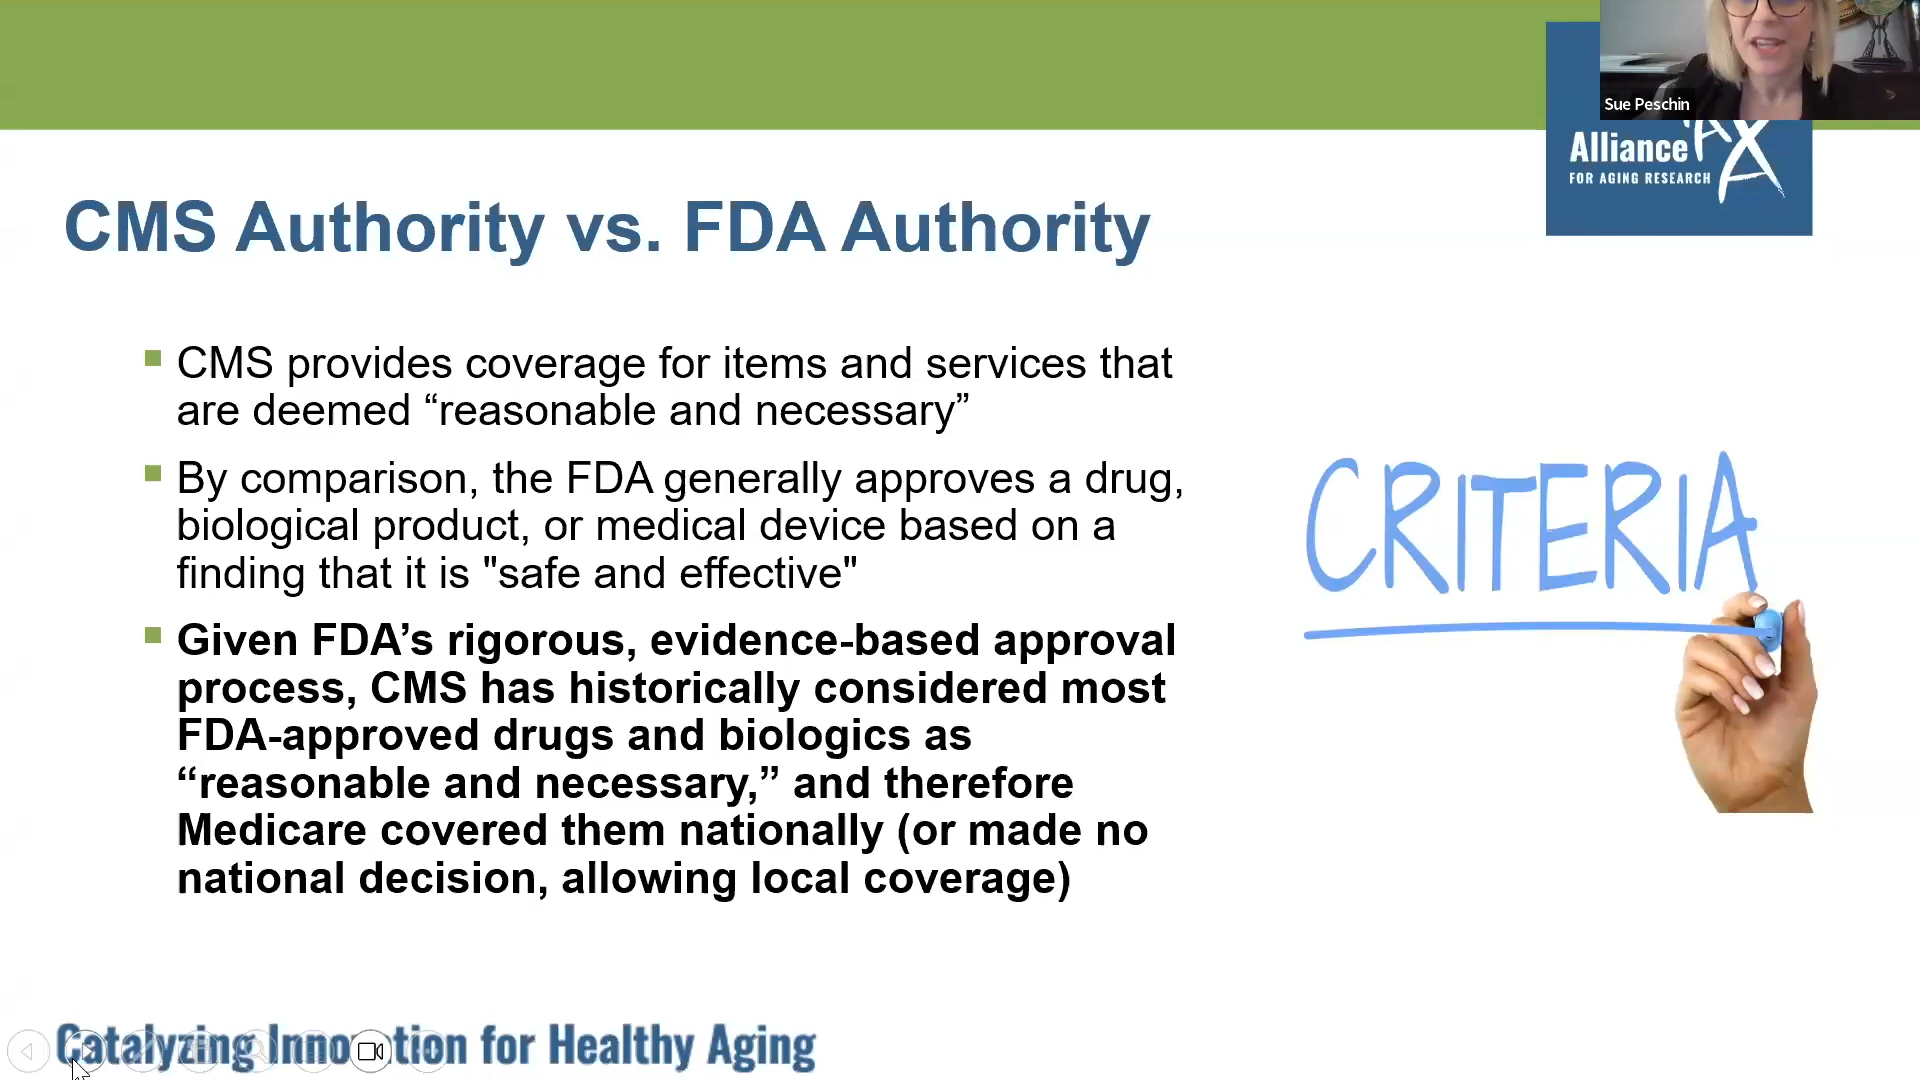 Sue Peschin
Alliance
FOR AGING RESEARCH
CMS Authority vs. FDA Authority
CMS provides coverage for items and services that
are deemed “reasonable and necessary”
By comparison, the FDA generally approves a drug,
biological product, or medical device based on a
finding that it is "safe and effective"
Given FDA’s rigorous, evidence-based approval
process, CMS has historically considered most
FDA-approved drugs and biologics as
“reasonable and necessary,” and therefore
Medicare covered them nationally (or made no
national decision, allowing local coverage)
CRITERIA
Catalyzing Innovation for Healthy Aging